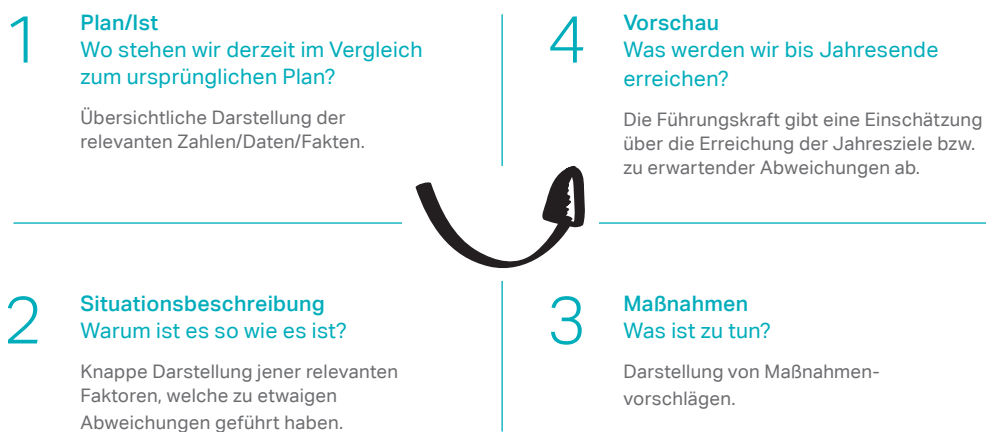 1
Plan/Ist
Wo stehen wir derzeit im Vergleich
zum ursprünglichen Plan?
Übersichtliche Darstellung der
relevanten Zahlen/Daten/Fakten.
2
Situationsbeschreibung
Warum ist es so wie es ist?
Knappe Darstellung jener relevanten
Faktoren, welche zu etwaigen
Abweichungen geführt haben.
3
Maßnahmen
Was ist zu tun?
Darstellung von Maßnahmen-
vorschlägen.
4
Vorschau
Was werden wir bis Jahresende
erreichen?
Die Führungskraft gibt eine Einschätzung
über die Erreichung der Jahresziele bzw.
zu erwartender Abweichungen ab.